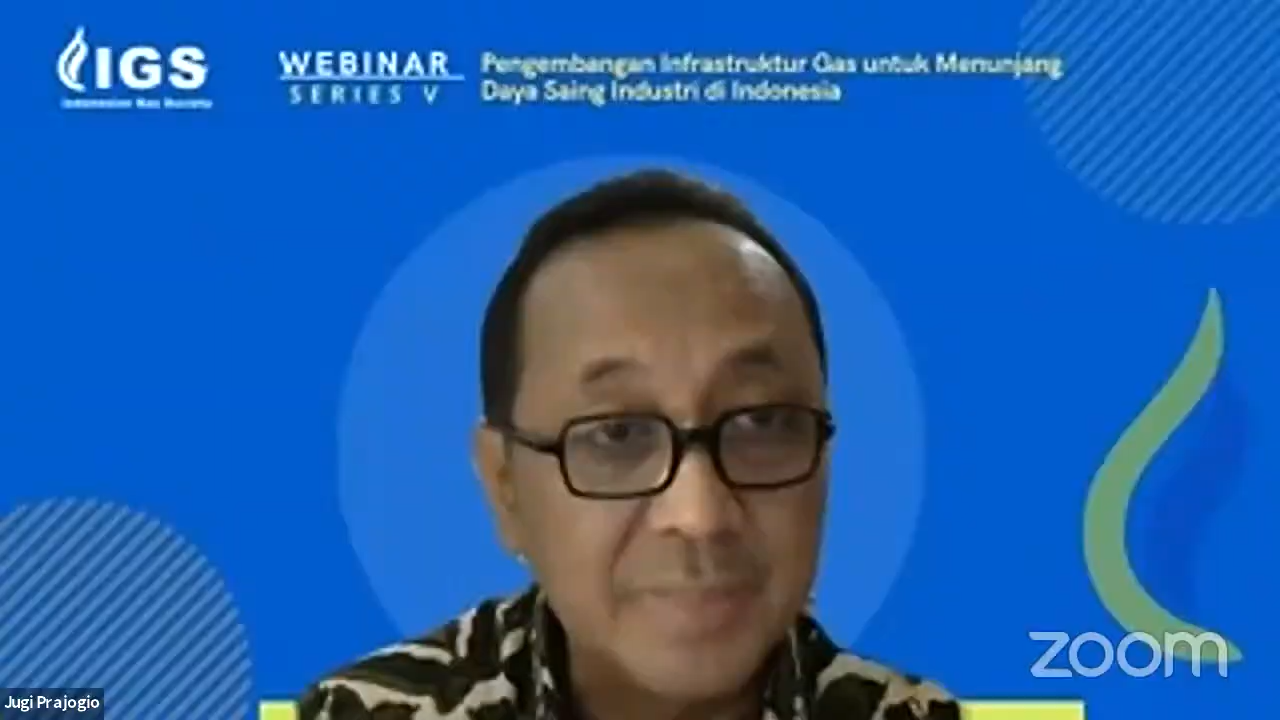 IGS
Indonesian Gas Society
WEBINAR
SERIES V
Pengembangan Infrastruktur Gas untuk Menunjang
Daya Saing Industri di Indonesia
zoom
Jugi Prajogio